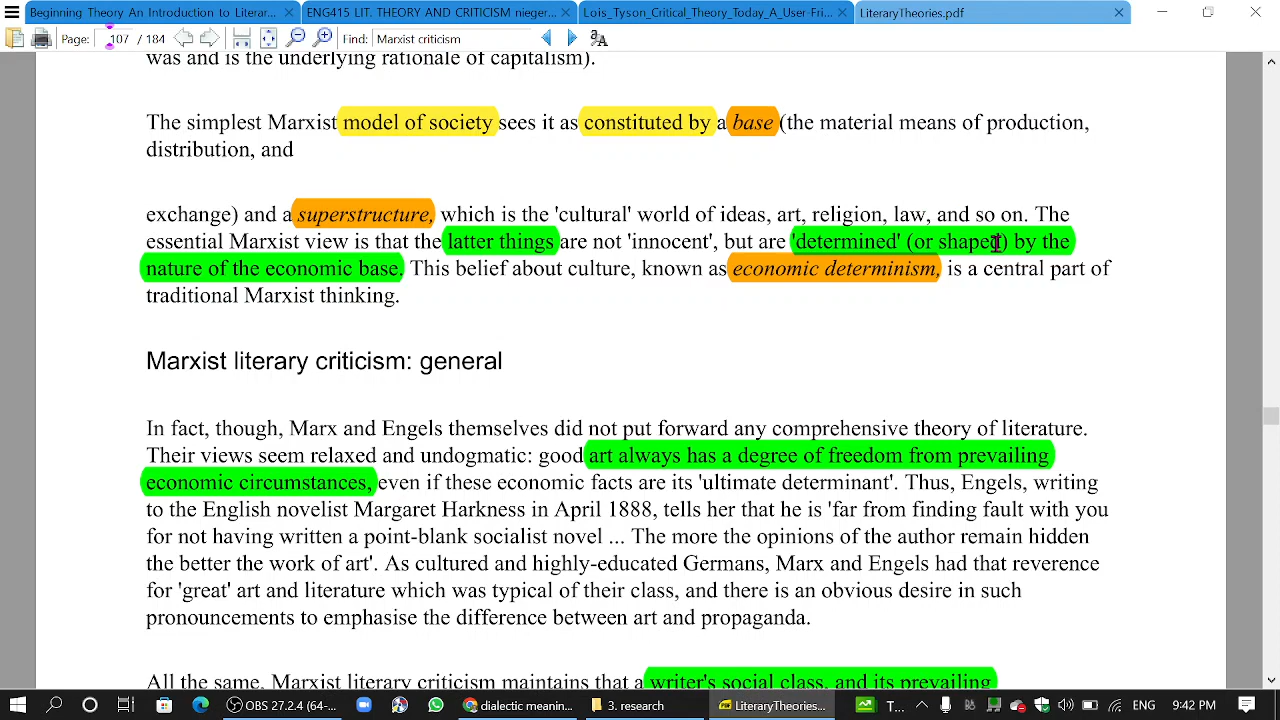 Beginning Theory An Introduction to Literar... ENG415 LIT. THEORY AND CRITICISM nieger... Lois_Tyson_Critical_Theory_Today_A_User-Fri... LiteraryTheories.pdf
Page: 107 / 184 Find: Marxist criticism
was and is the underlying rationale of capitalism).
The simplest Marxist model of society sees it as constituted by a base (the material means of production,
distribution, and
exchange) and a superstructure, which is the 'cultural' world of ideas, art, religion, law, and so on. The
essential Marxist view is that the latter things are not 'innocent', but are 'determined' (or shaped) by the
nature of the economic base. This belief about culture, known as economic determinism, is a central part of
traditional Marxist thinking.
Marxist literary criticism: general
In fact, though, Marx and Engels themselves did not put forward any comprehensive theory of literature.
Their views seem relaxed and undogmatic: good art always has a degree of freedom from prevailing
economic circumstances, even if these economic facts are its 'ultimate determinant'. Thus, Engels, writing
to the English novelist Margaret Harkness in April 1888, tells her that he is 'far from finding fault with you
for not having written a point-blank socialist novel ... The more the opinions of the author remain hidden
the better the work of art'. As cultured and highly-educated Germans, Marx and Engels had that reverence
for 'great' art and literature which was typical of their class, and there is an obvious desire in such
pronouncements to emphasise the difference between art and propaganda.
All the same, Marxist literary criticism maintains that a writer's social class, and its prevailing
OBS 27.2.4 (64-... dialectic meanin... 3. research LiteraryTheories... T... ENG 9:42 PM